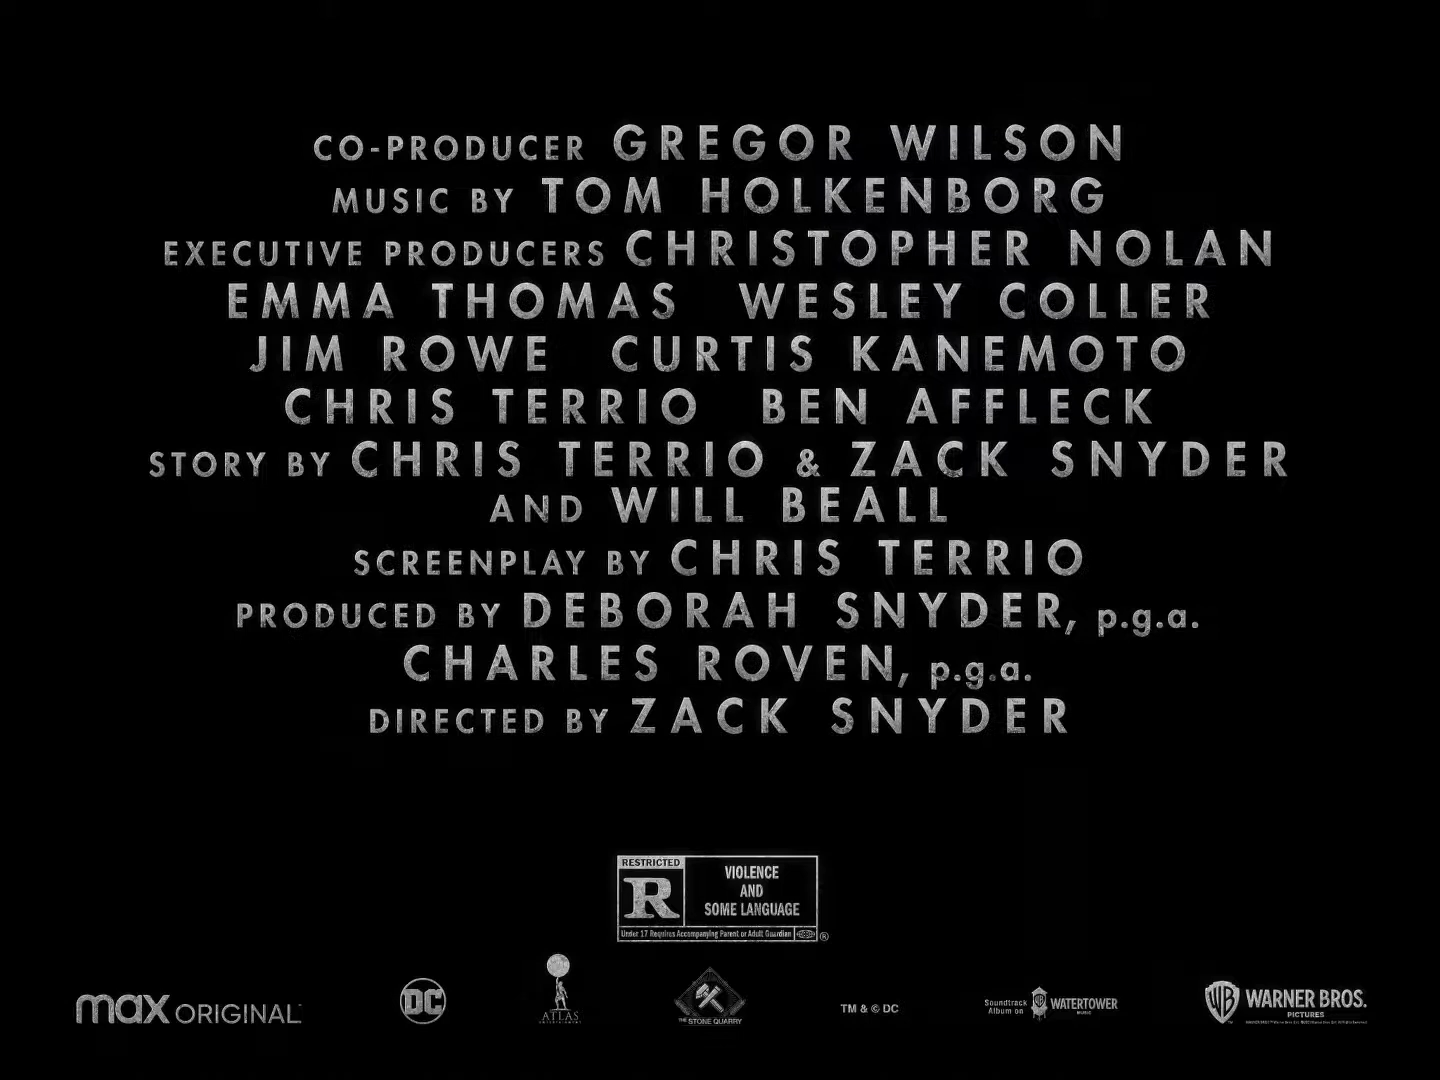 CO-PRODUCER GREGOR WILSON
MUSIC BY TOM HOLKENBORG
EXECUTIVE PRODUCERS CHRISTOPHER NOLAN
EMMA THOMAS WESLEY COLLER
JIM ROWE CURTIS KANEMOTO
CHRIS TERRIO BEN AFFLECK
STORY BY CHRIS TERRIO & ZACK SNYDER
AND WILL BEALL
SCREENPLAY BY CHRIS TERRIO
PRODUCED BY DEBORAH SNYDER, p.g.a.
CHARLES ROVEN, p.g.a.
DIRECTED BY ZACK SNYDER
RESTRICTED
R
VIOLENCE
AND
SOME LANGUAGE
Under 17 Requires Accompanying Parent or Adult Guardian
®
max ORIGINAL
DC
ATLAS
ENTERTAINMENT
THE STONE QUARRY
TM & © DC
Soundtrack
Album on
WATERTOWER
MUSIC
WB WARNER BROS.
PICTURES